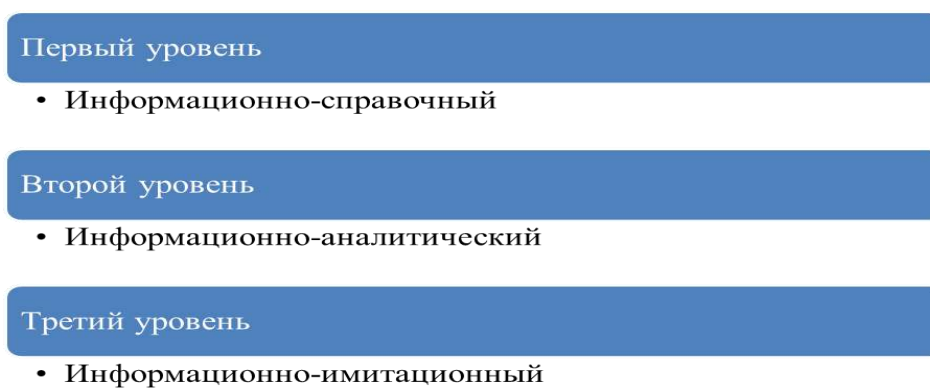 Первый уровень
• Информационно-справочный
Второй уровень
• Информационно-аналитический
Третий уровень
• Информационно-имитационный